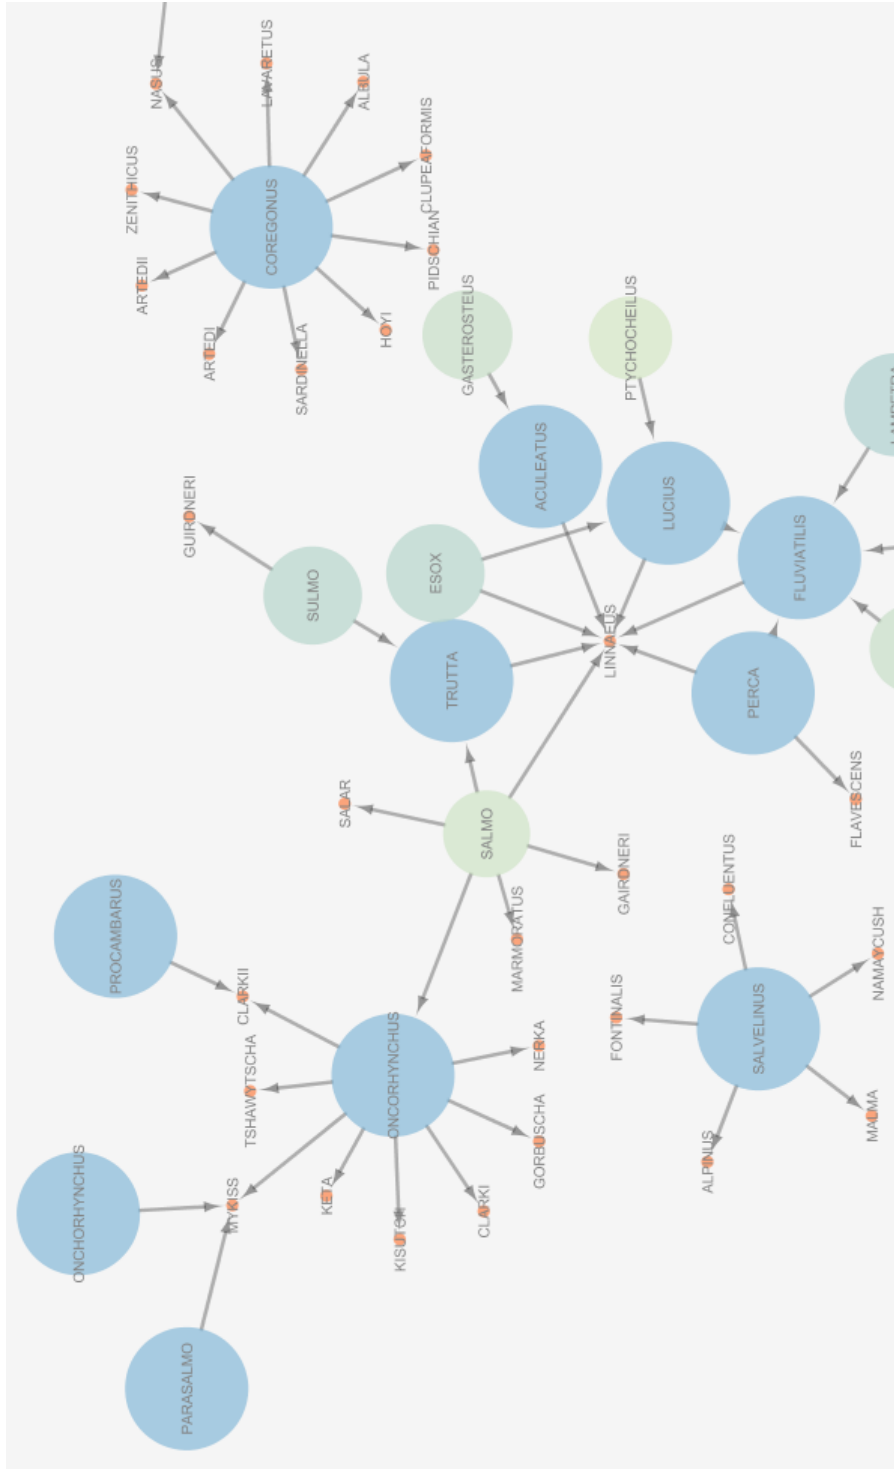 NASUS
LAVARETUS
ALBULA
CLUPEAFORMIS
ZENITHICUS
COREGONUS
PIDSCHIAN
ARTEDII
ARTEDI
SARDINELLA
HOYI
GASTEROSTEUS
PTYCHOCHEILUS
GUIRDNERI
ACULEATUS
LUCIUS
SULMO
ESOX
FLUVIATILIS
TRUTTA
LINNAEUS
PERCA
SALAR
SALMO
FLAVESCENS
GAIRDNERI
MARMORATUS
PROCAMBARUS
CLARKII
CONFLUENTUS
NAMAYCUSH
FONTINALIS
SALVELINUS
TSHAWYTSCHA
ONCORHYNCHUS
NERKA
MALMA
GORBUSCHA
ALPINUS
ONCHORHYNCHUS
MYKISS
KETA
KISUTCH
CLARKI
PARASALMO